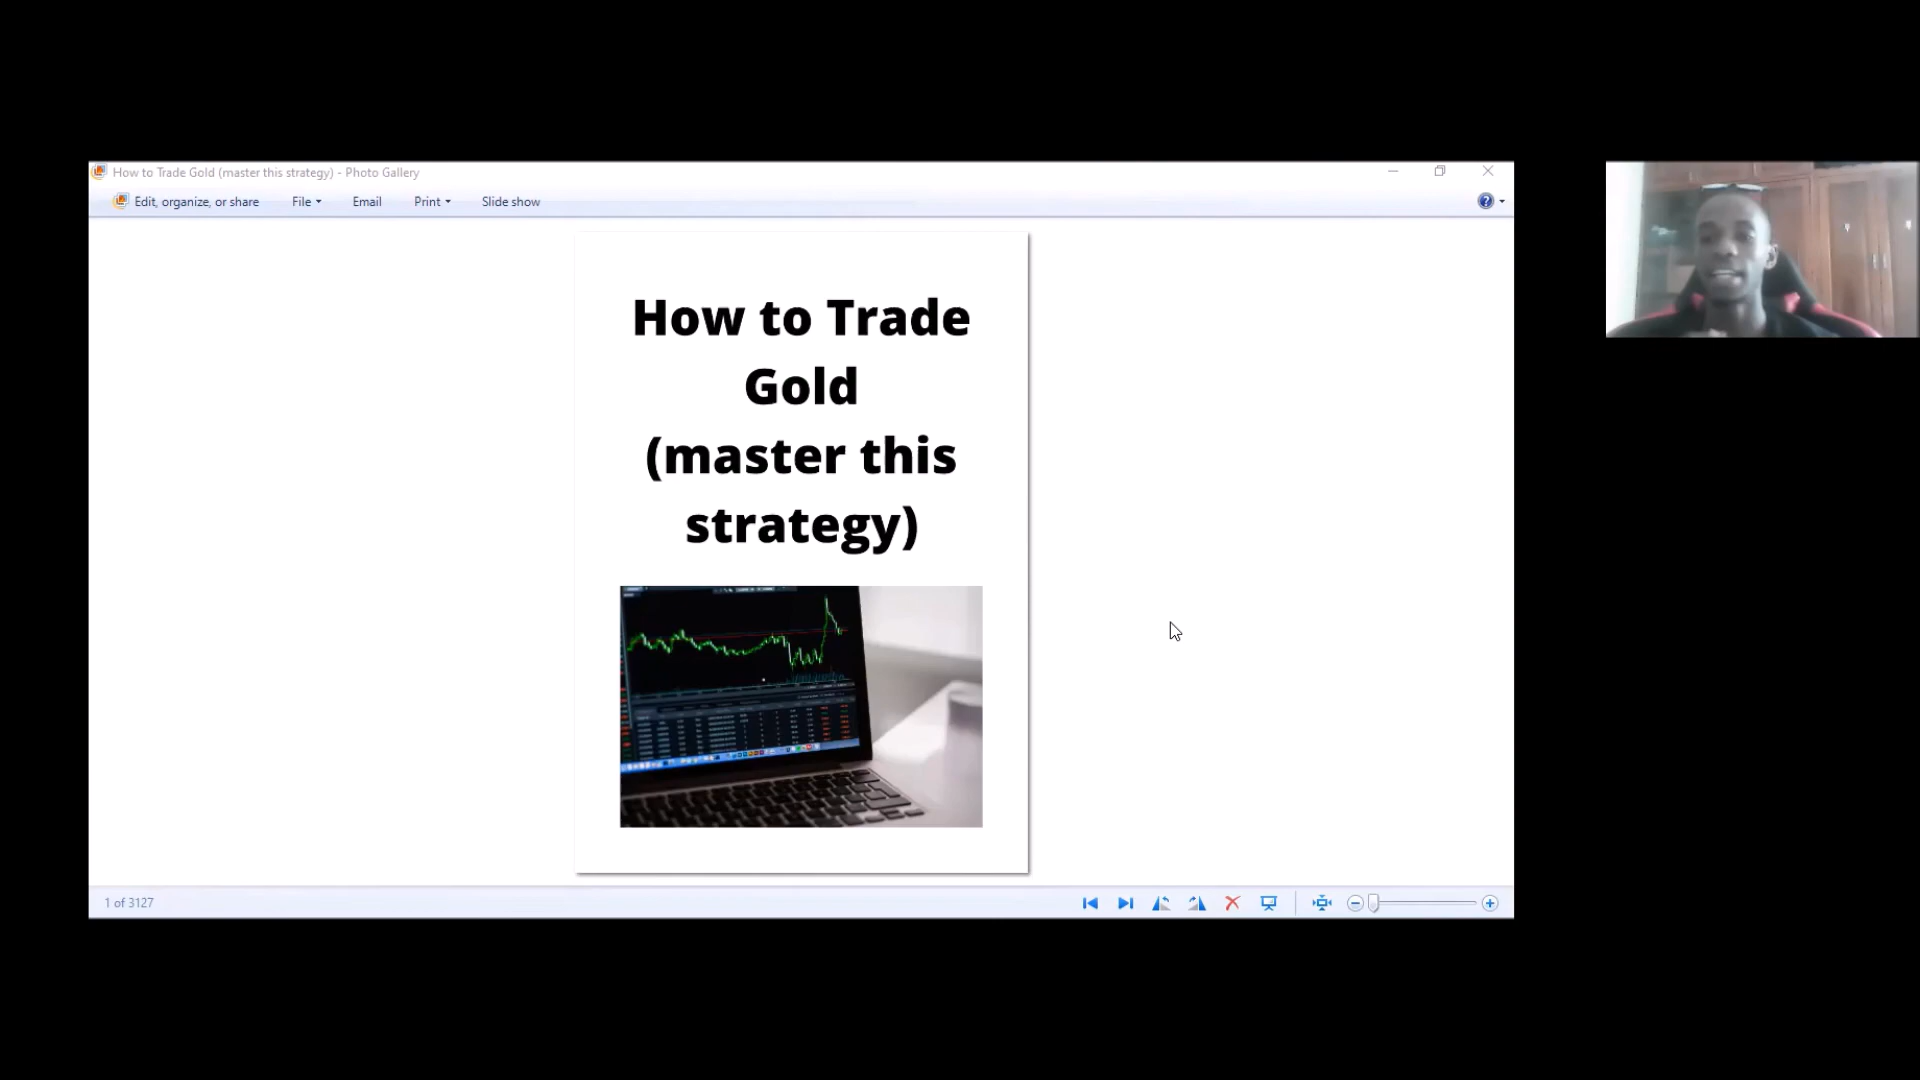 How to Trade Gold (master this strategy) - Photo Gallery
Edit, organize, or share File Email Print Slide show
How to Trade
Gold
(master this
strategy)
1 of 3127